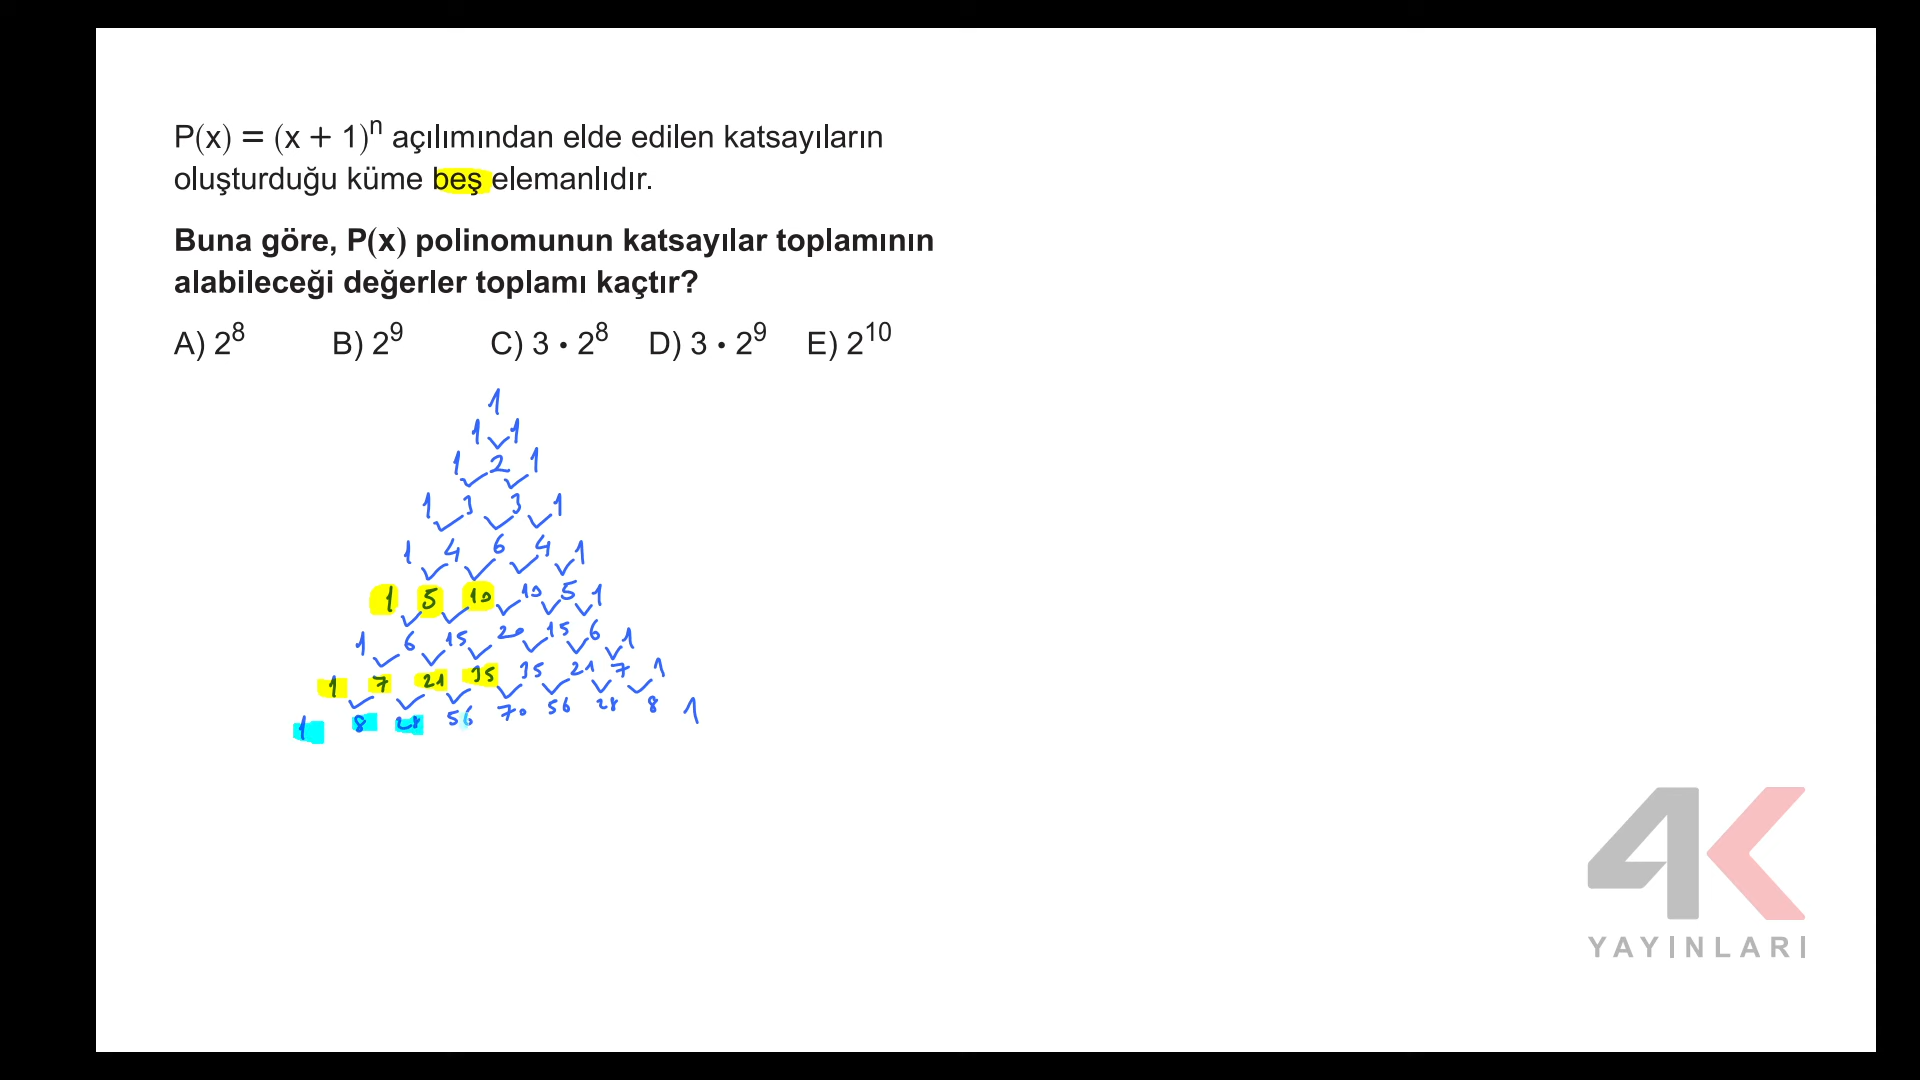 P(x) = (x + 1)ⁿ açılımından elde edilen katsayıların
oluşturduğu küme beş elemanlıdır.
Buna göre, P(x) polinomunun katsayılar toplamının
alabileceği değerler toplamı kaçtır?
A) 2⁸ B) 2⁹ C) 3 • 2⁸ D) 3 • 2⁹ E) 2¹⁰
1
1 1
1 2 1
1 3 3 1
1 4 6 4 1
1 5 10 10 5 1
1 6 15 20 15 6 1
1 7 21 35 35 21 7 1
1 8 28 56 70 56 28 8 1
4K
YAYINLARI